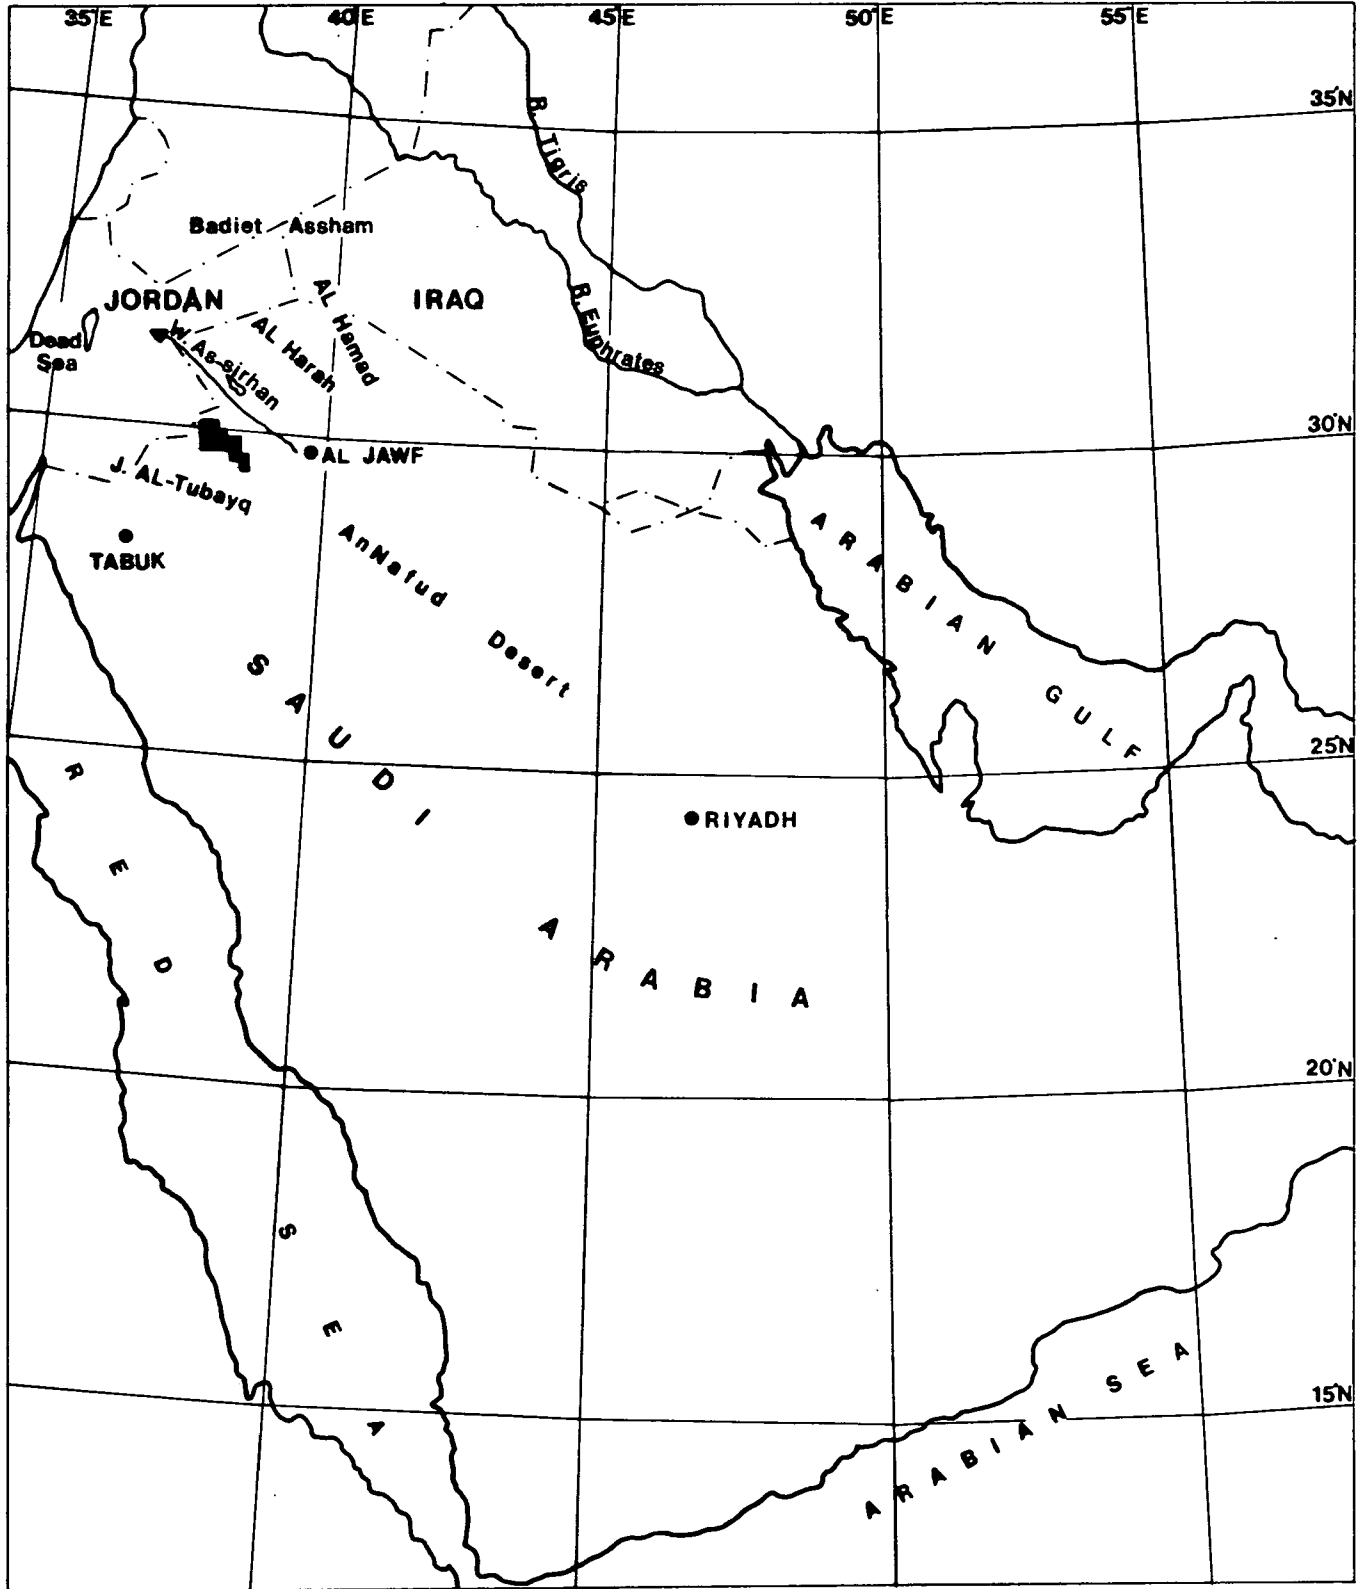 35°E 40°E 45°E 50°E 55°E
35°N
R. Tigris
Badiet Assham
JORDAN
IRAQ
AL Hamad
R. Euphrates
Dead
Sea
W. As-sirhan
AL Harah
30°N
AL JAWF
J. AL-Tubayq
TABUK
AnNafud Desert
ARABIAN GULF
SAUDI ARABIA
25°N
RIYADH
RED SEA
20°N
15°N
ARABIAN SEA